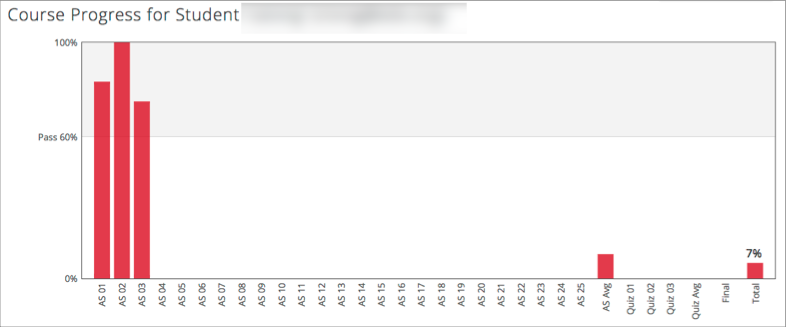 Course Progress for Student
100%
Pass 60%
0%
7%
AS 01
AS 02
AS 03
AS 04
AS 05
AS 06
AS 07
AS 08
AS 09
AS 10
AS 11
AS 12
AS 13
AS 14
AS 15
AS 16
AS 17
AS 18
AS 19
AS 20
AS 21
AS 22
AS 23
AS 24
AS 25
AS Avg
Quiz 01
Quiz 02
Quiz 03
Quiz Avg
Final
Total